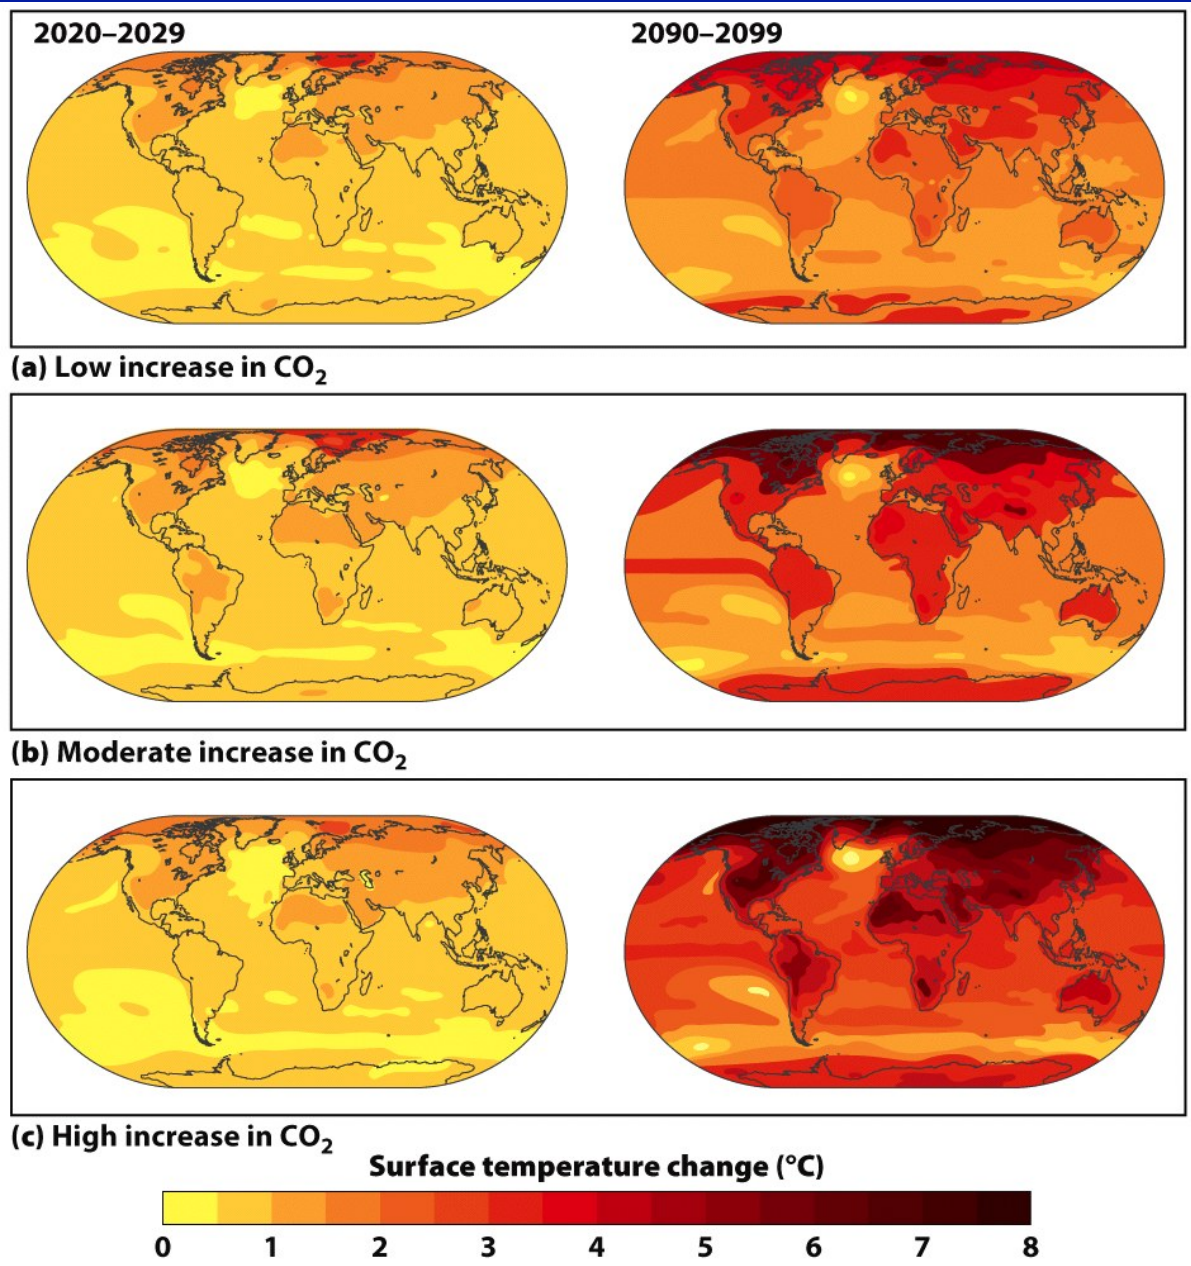 2020–2029
2090–2099
(a) Low increase in CO₂
(b) Moderate increase in CO₂
(c) High increase in CO₂
Surface temperature change (°C)
0 1 2 3 4 5 6 7 8